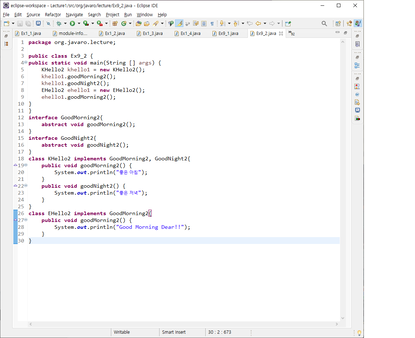 eclipse-workspace - Lecture1/src/org/javaro/lecture/Ex9_2.java - Eclipse IDE
File Edit Source Refactor Navigate Search Project Run Window Help
Ex1_1.java module-info... Ex1_2.java Ex3_1.java Ex1_4.java Ex8_1.java Ex9_1.java Ex9_2.java
1 package org.javaro.lecture;
2
3 public class Ex9_2 {
4 public static void main(String [] args) {
5 KHello2 khello1 = new KHello2();
6 khello1.goodMorning2();
7 khello1.goodNight2();
8 EHello2 ehello1 = new EHello2();
9 ehello1.goodMorning2();
10 }
11 }
12 interface GoodMorning2{
13 abstract void goodMorning2();
14 }
15 interface GoodNight2{
16 abstract void goodNight2();
17 }
18 class KHello2 implements GoodMorning2, GoodNight2{
19 public void goodMorning2() {
20 System.out.println("좋은 아침");
21 }
22 public void goodNight2() {
23 System.out.println("좋은 저녁");
24 }
25 }
26 class EHello2 implements GoodMorning2{
27 public void goodMorning2() {
28 System.out.println("Good Morning Dear!!");
29 }
30 }
Writable Smart Insert 30 : 2 : 673